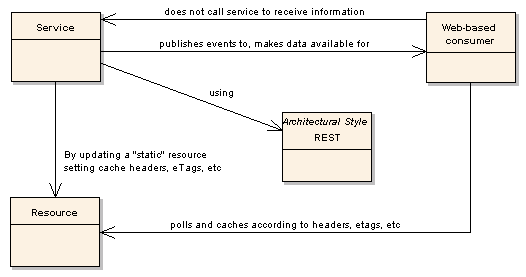 does not call service to receive information
Service
Web-based
consumer
publishes events to, makes data available for
using
Architectural Style
REST
By updating a "static" resource
setting cache headers, eTags, etc
Resource
polls and caches according to headers, etags, etc